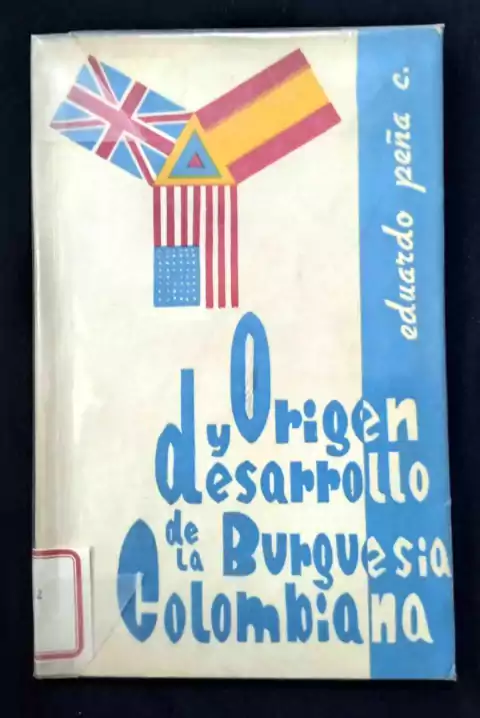 eduardo peña c.
Origen
y desarrollo
de la Burguesia
Colombiana